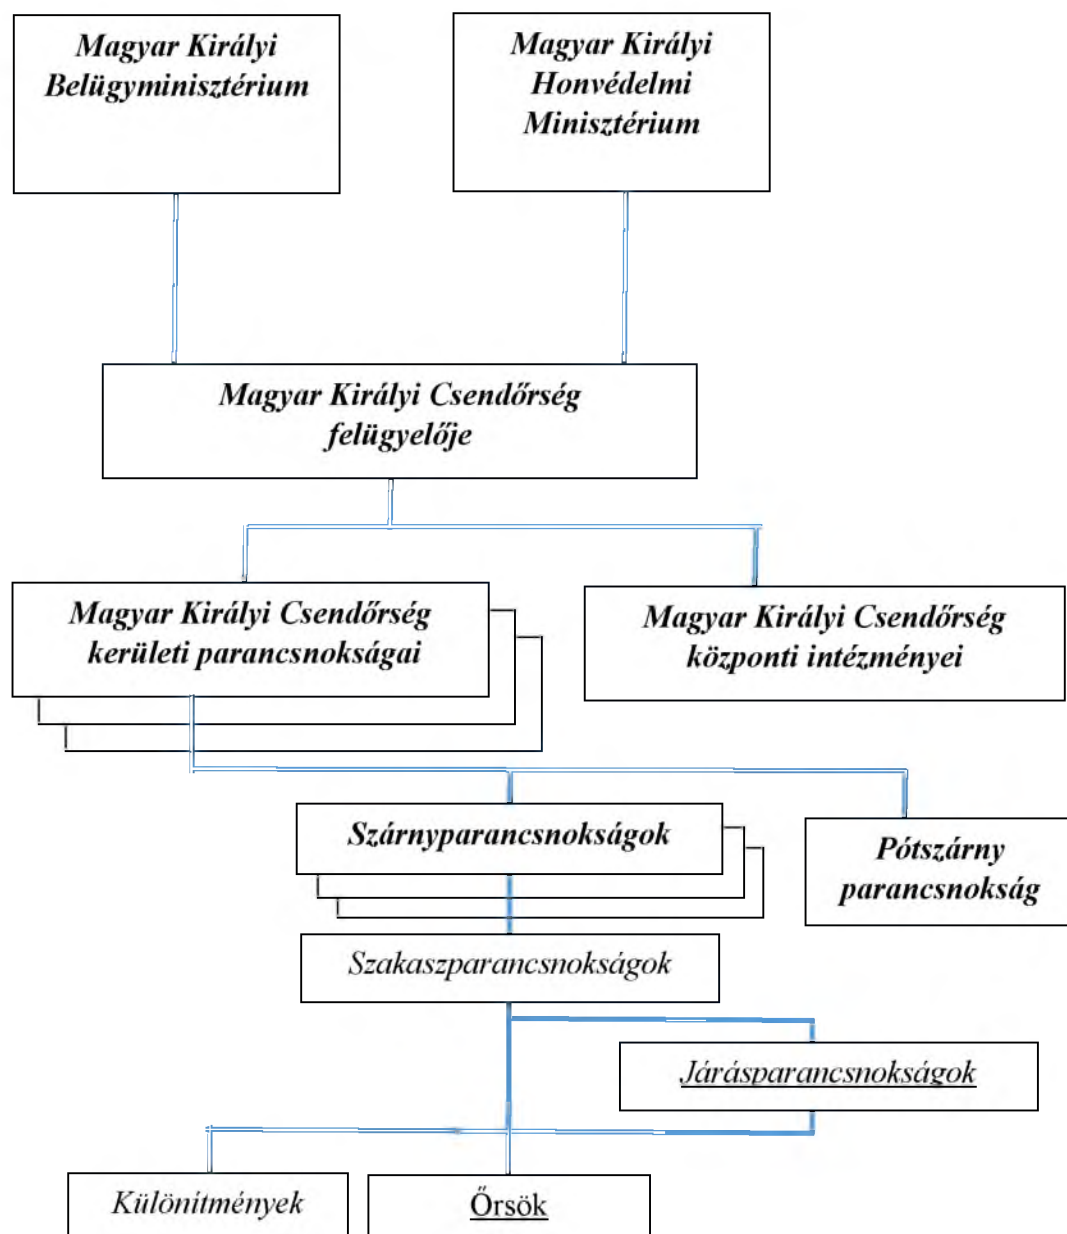 Magyar Királyi
Belügyminisztérium
Magyar Királyi
Honvédelmi
Minisztérium
Magyar Királyi Csendőrség
felügyelője
Magyar Királyi Csendőrség
kerületi parancsnokságai
Magyar Királyi Csendőrség
központi intézményei
Szárnyparancsnokságok
Pótszárny
parancsnokság
Szakaszparancsnokságok
Járásparancsnokságok
Különítmények
Őrsök